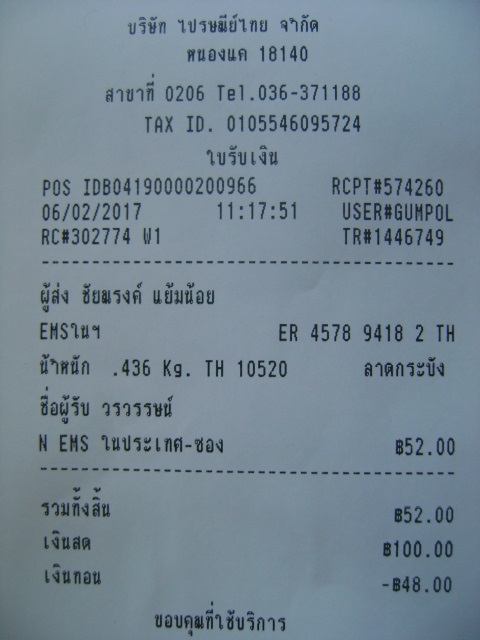 บริษัท ไปรษณีย์ไทย จำกัด
หนองแค 18140
สาขาที่ 0206 Tel.036-371188
TAX ID. 0105546095724
ใบรับเงิน
POS IDB04190000200966 RCPT#574260
06/02/2017 11:17:51 USER#GUMPOL
RC#302774 W1 TR#1446749
ผู้ส่ง ชัยณรงค์ แย้มน้อย
EMSในฯ ER 4578 9418 2 TH
น้ำหนัก .436 Kg. TH 10520 ลาดกระบัง
ชื่อผู้รับ วรวรรษน์
N EMS ในประเทศ-ซอง ฿52.00
รวมทั้งสิ้น ฿52.00
เงินสด ฿100.00
เงินทอน -฿48.00
ขอบคุณที่ใช้บริการ